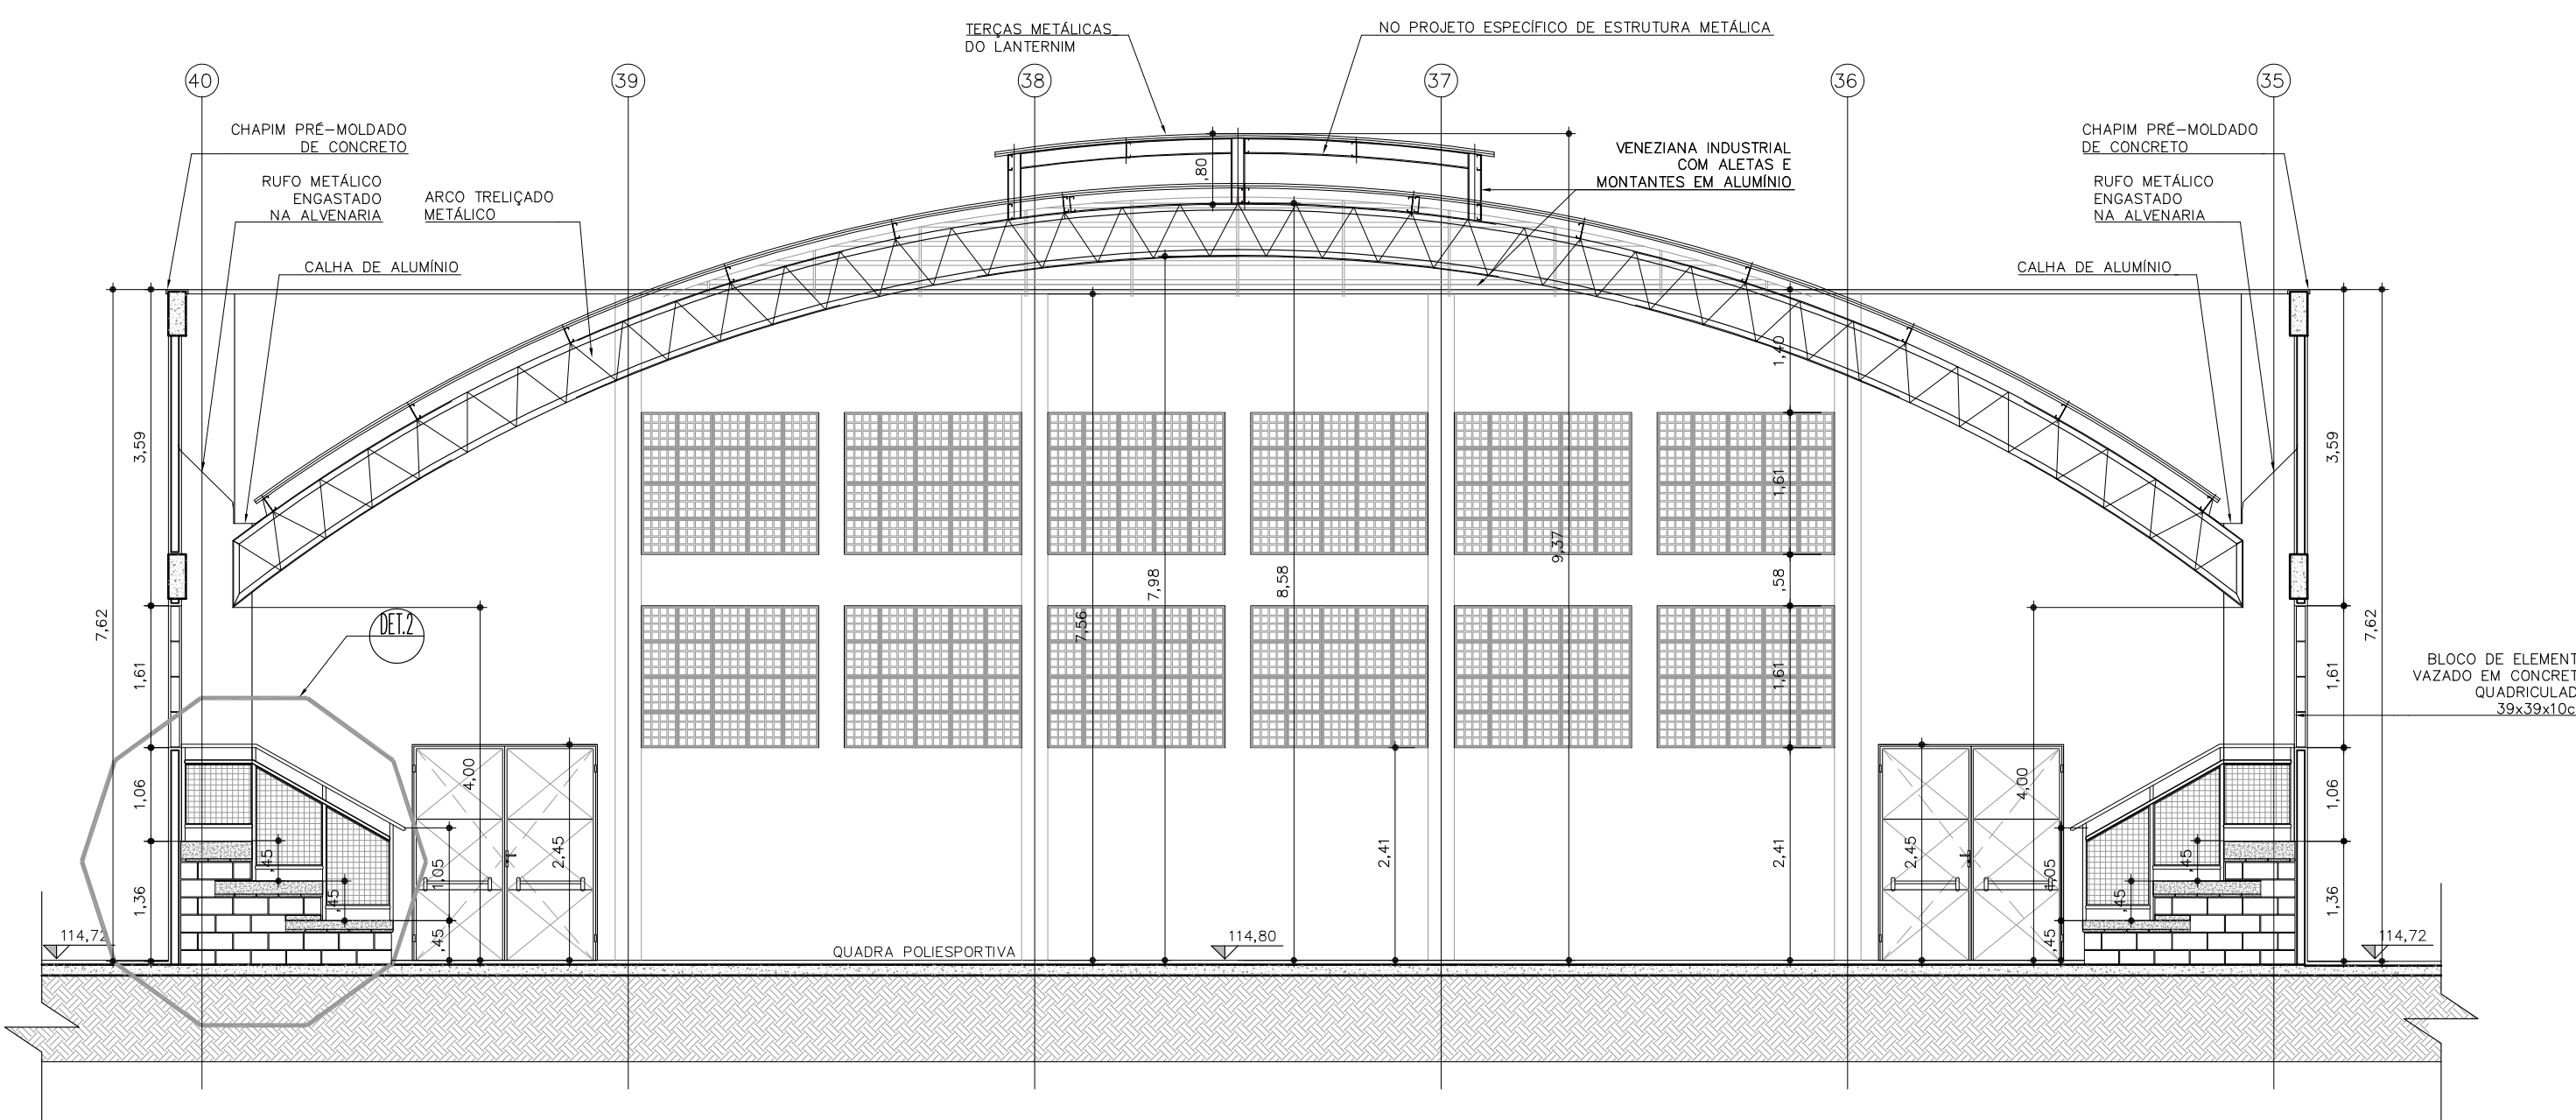 TERÇAS METÁLICAS
DO LANTERNIM
NO PROJETO ESPECÍFICO DE ESTRUTURA METÁLICA
40
39
38
37
36
35
CHAPIM PRÉ-MOLDADO
DE CONCRETO
RUFO METÁLICO
ENGASTADO
NA ALVENARIA
ARCO TRELIÇADO
METÁLICO
CALHA DE ALUMÍNIO
,80
VENEZIANA INDUSTRIAL
COM ALETAS E
MONTANTES EM ALUMÍNIO
CHAPIM PRÉ-MOLDADO
DE CONCRETO
RUFO METÁLICO
ENGASTADO
NA ALVENARIA
CALHA DE ALUMÍNIO
7,62
3,59
1,61
1,06
1,36
DET.2
,45
,45
1,05
,45
4,00
2,45
7,56
7,98
8,58
2,41
9,37
1,40
1,61
,58
1,61
2,41
2,45
4,00
1,05
,45
,45
,45
3,59
1,61
1,06
1,36
7,62
BLOCO DE ELEMENT
VAZADO EM CONCRET
QUADRICULAD
39x39x10c
114,72
QUADRA POLIESPORTIVA
114,80
114,72